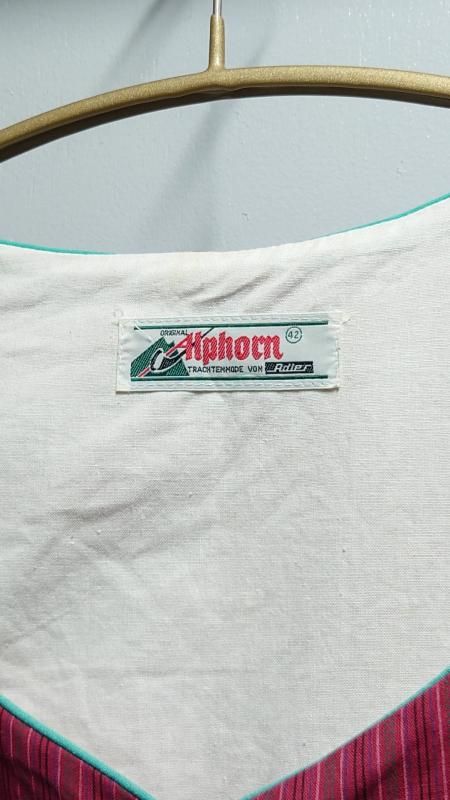 ORIGINAL
Alphorn 42
TRACHTENMODE VON Adler